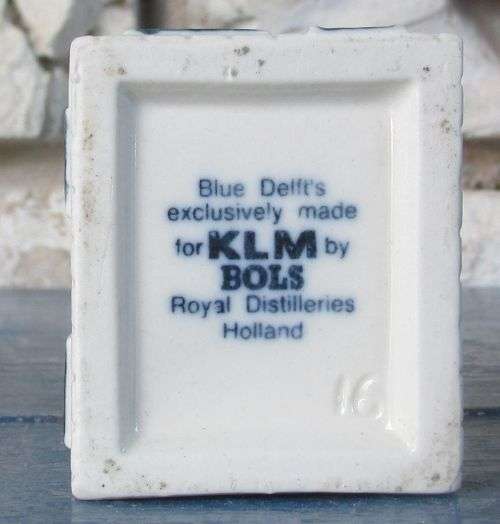 Blue Delft's
exclusively made
for KLM by
BOLS
Royal Distilleries
Holland
16